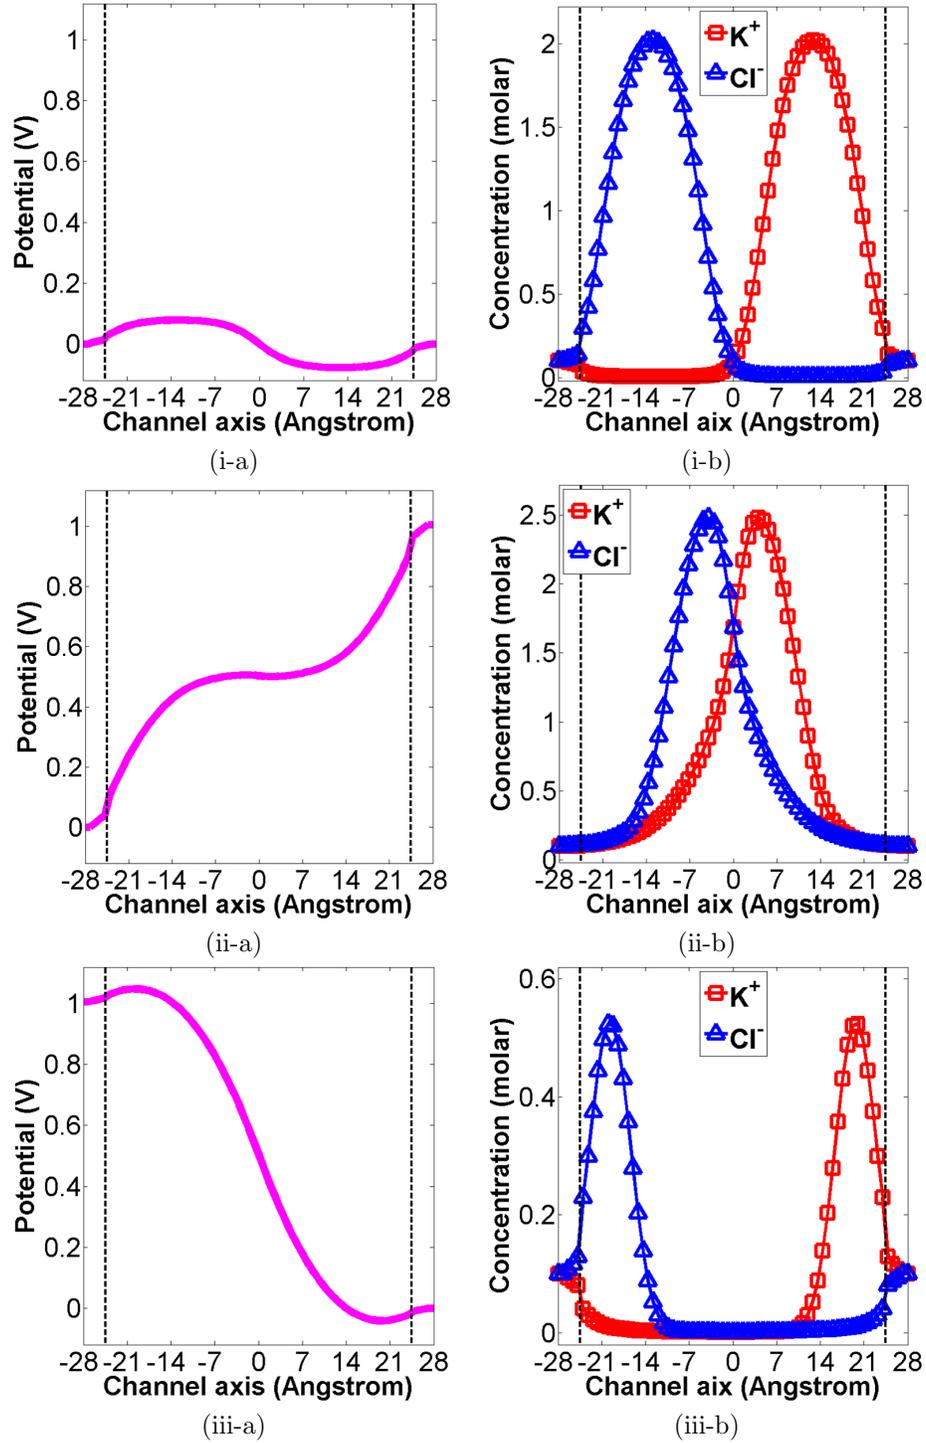 1
0.8
0.6
0.4
0.2
0
Potential (V)
-28 -21 -14 -7 0 7 14 21 28
Channel axis (Angstrom)
(i-a)
K+
Cl-
2
1.5
1
0.5
0
Concentration (molar)
-28 -21 -14 -7 0 7 14 21 28
Channel aix (Angstrom)
(i-b)
1
0.8
0.6
0.4
0.2
0
Potential (V)
-28 -21 -14 -7 0 7 14 21 28
Channel axis (Angstrom)
(ii-a)
K+
Cl-
2.5
2
1.5
1
0.5
0
Concentration (molar)
-28 -21 -14 -7 0 7 14 21 28
Channel aix (Angstrom)
(ii-b)
1
0.8
0.6
0.4
0.2
0
Potential (V)
-28 -21 -14 -7 0 7 14 21 28
Channel axis (Angstrom)
(iii-a)
K+
Cl-
0.6
0.4
0.2
0
Concentration (molar)
-28 -21 -14 -7 0 7 14 21 28
Channel aix (Angstrom)
(iii-b)